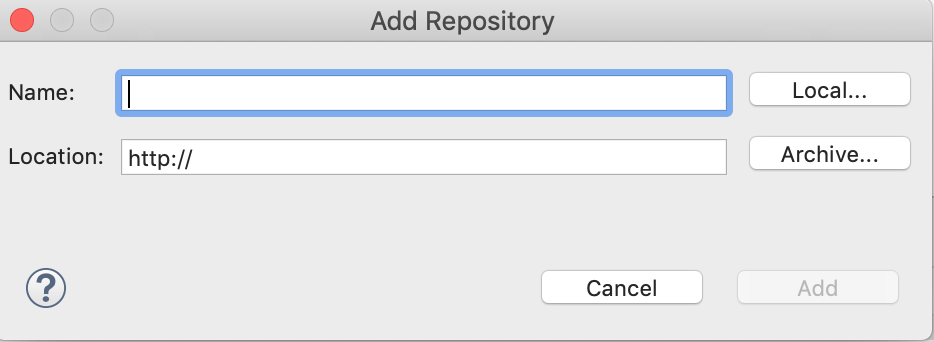 Add Repository
Name:
Local...
Location: http://
Archive...
?
Cancel
Add